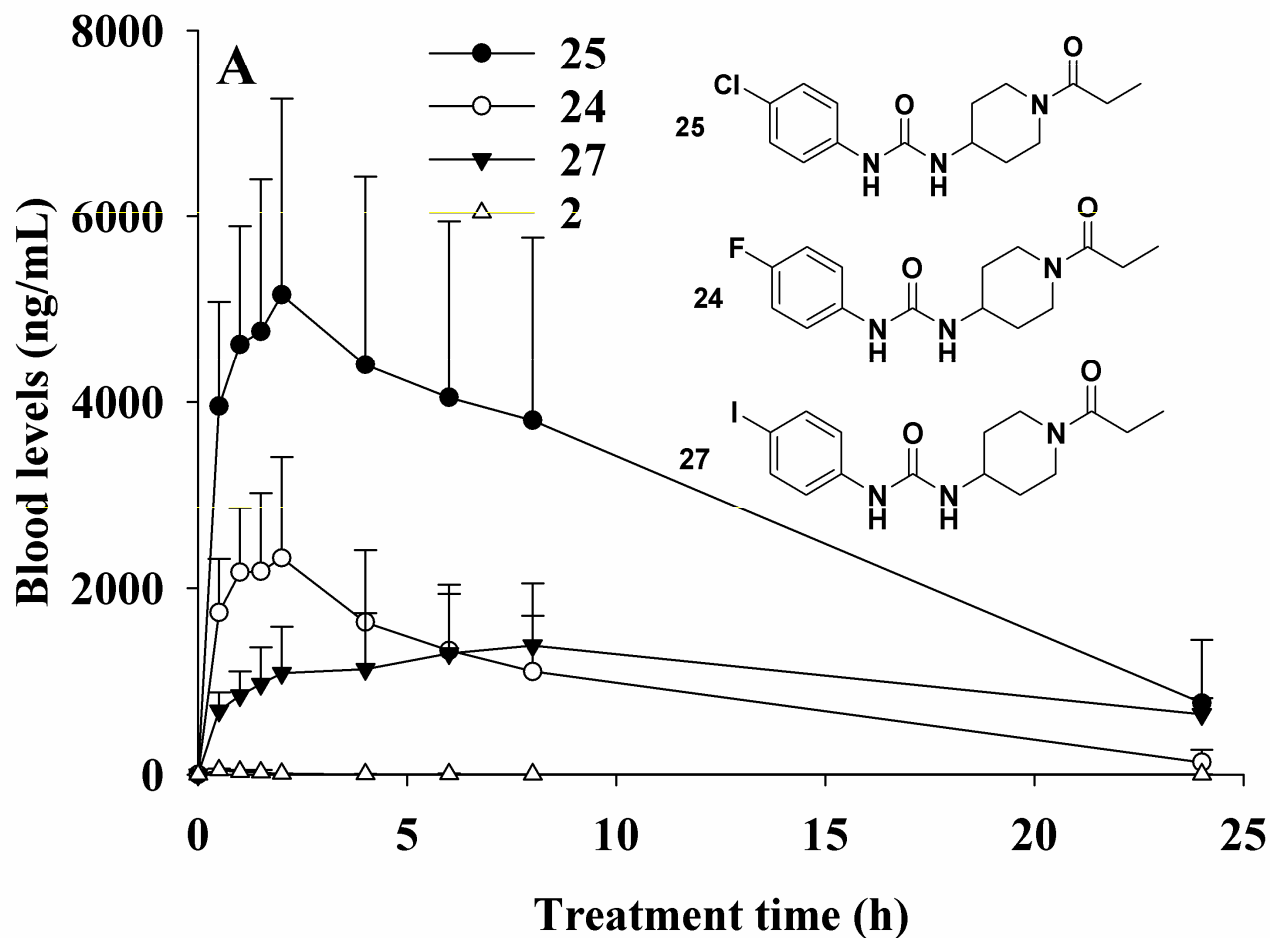 A
8000
6000
4000
2000
0
Blood levels (ng/mL)
0 5 10 15 20 25
Treatment time (h)
25
24
27
2
25
Cl
O
N
H
N
H
N
O
24
F
O
N
H
N
H
N
O
27
I
O
N
H
N
H
N
O